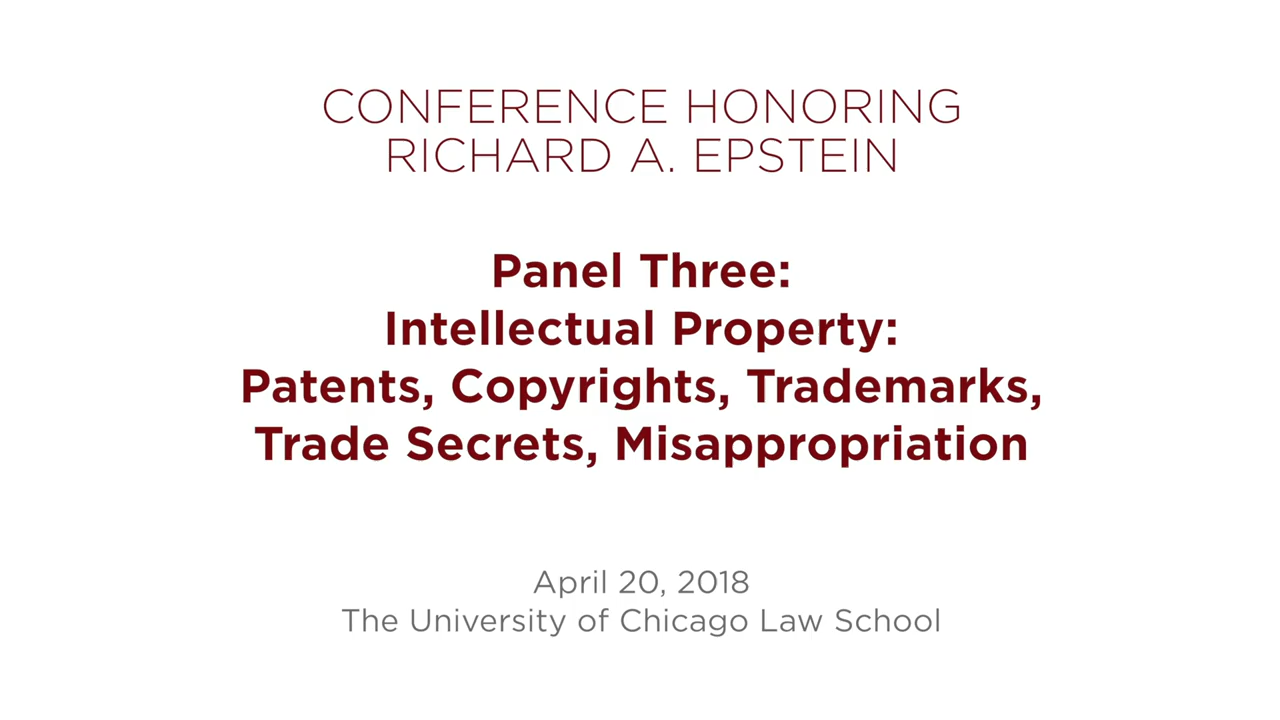 CONFERENCE HONORING
RICHARD A. EPSTEIN
Panel Three:
Intellectual Property:
Patents, Copyrights, Trademarks,
Trade Secrets, Misappropriation
April 20, 2018
The University of Chicago Law School